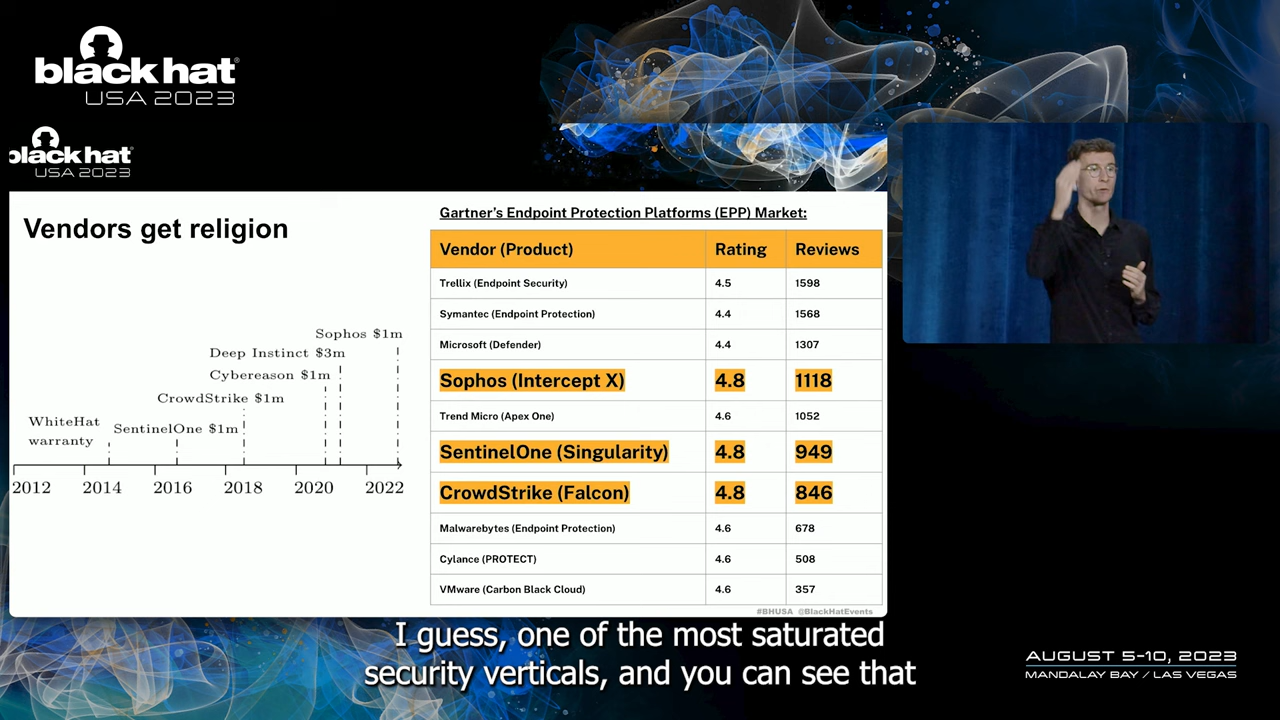 black hat®
USA 2023
black hat®
USA 2023
Vendors get religion
WhiteHat
warranty
SentinelOne $1m
CrowdStrike $1m
Cybereason $1m
Deep Instinct $3m
Sophos $1m
2012 2014 2016 2018 2020 2022
Gartner's Endpoint Protection Platforms (EPP) Market:
Vendor (Product) Rating Reviews
Trellix (Endpoint Security) 4.5 1598
Symantec (Endpoint Protection) 4.4 1568
Microsoft (Defender) 4.4 1307
Sophos (Intercept X) 4.8 1118
Trend Micro (Apex One) 4.6 1052
SentinelOne (Singularity) 4.8 949
CrowdStrike (Falcon) 4.8 846
Malwarebytes (Endpoint Protection) 4.6 678
Cylance (PROTECT) 4.6 508
VMware (Carbon Black Cloud) 4.6 357
#BHUSA @BlackHatEvents
I guess, one of the most saturated
security verticals, and you can see that
AUGUST 5-10, 2023
MANDALAY BAY / LAS VEGAS